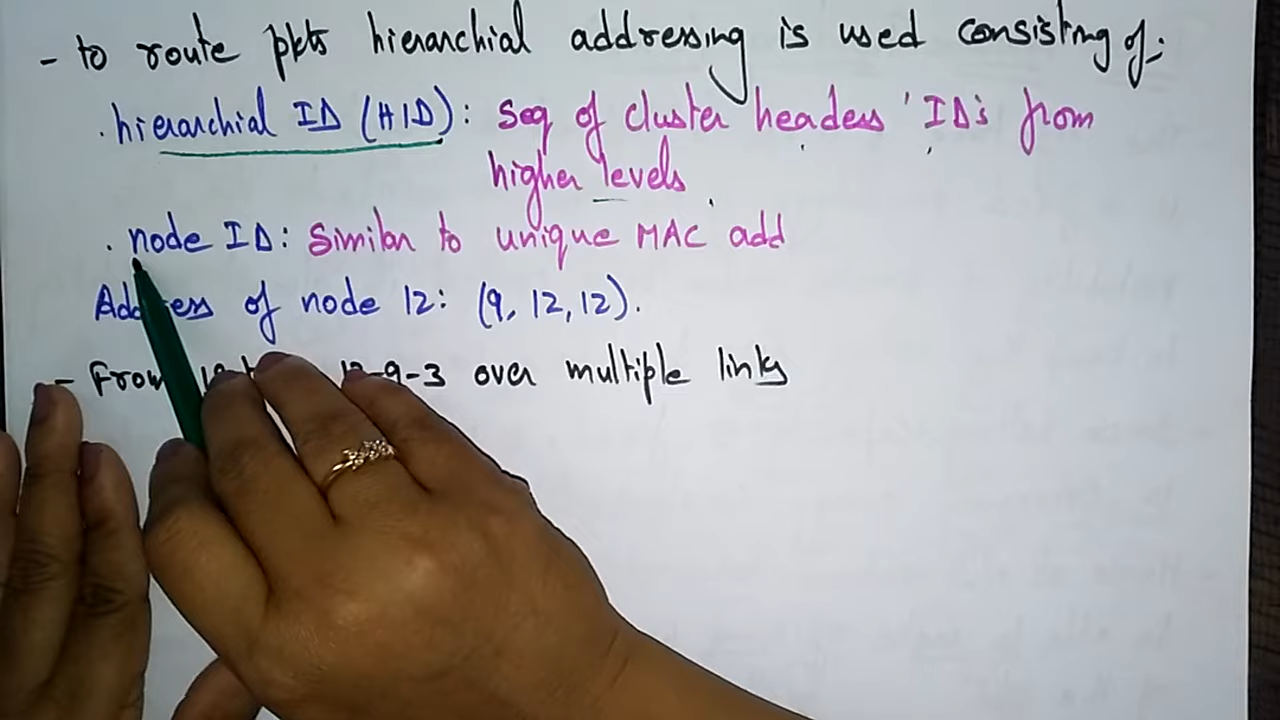 - to route pkts hierarchial addressing is used consisting of:
. hierarchial ID (HID): Seq of cluster headers' ID's from
higher levels
. node ID: Similar to unique MAC add
Address of node 12: (9, 12, 12).
- From -9-3 over multiple links